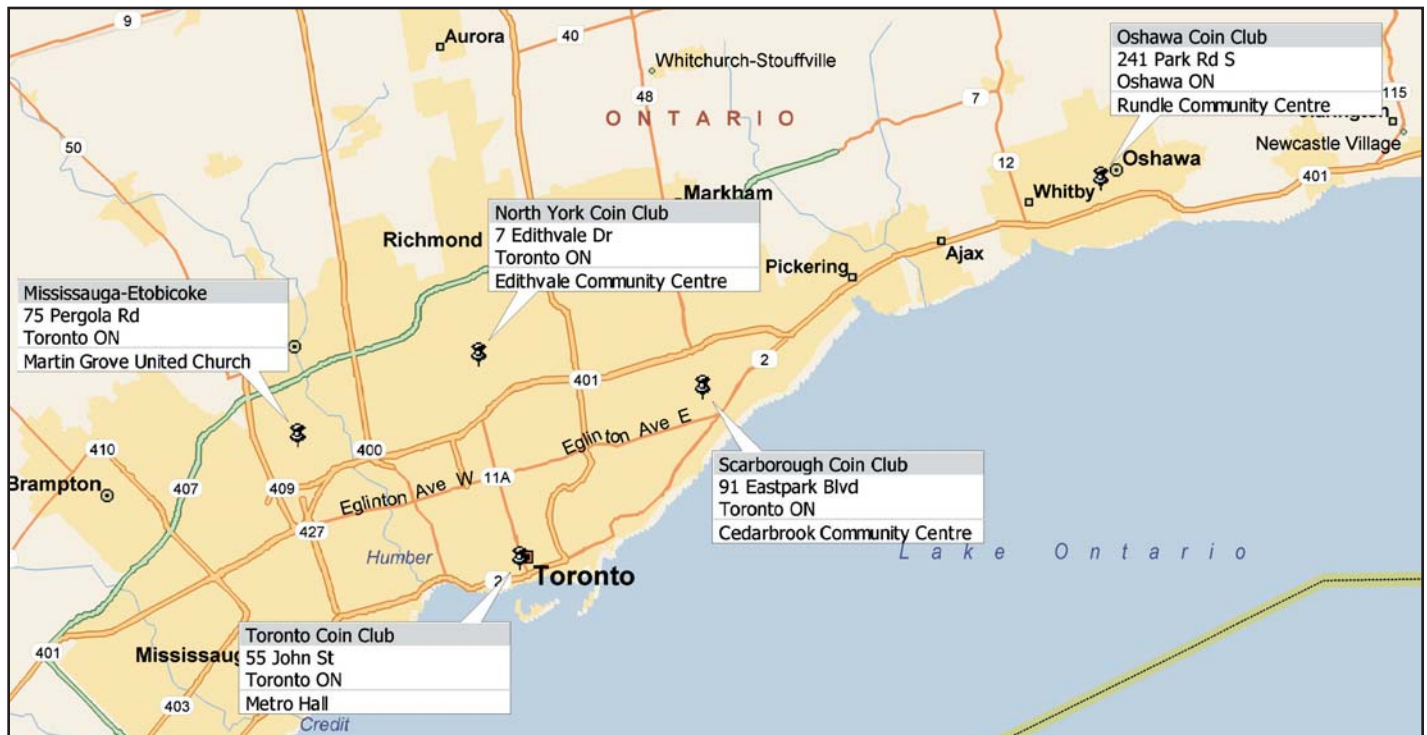 9
Aurora
40
Whitchurch-Stouffville
48
ONTARIO
7
Oshawa Coin Club
241 Park Rd S
Oshawa ON
Rundle Community Centre
115
Newcastle Village
50
12
Oshawa
401
Whitby
Markham
North York Coin Club
7 Edithvale Dr
Toronto ON
Edithvale Community Centre
Richmond
Ajax
Pickering
Mississauga-Etobicoke
75 Pergola Rd
Toronto ON
Martin Grove United Church
2
401
410
400
Eglinton Ave E
Brampton
407
409
Eglinton Ave W
11A
427
Scarborough Coin Club
91 Eastpark Blvd
Toronto ON
Cedarbrook Community Centre
Humber
Lake Ontario
2
Toronto
Toronto Coin Club
55 John St
Toronto ON
Metro Hall
401
Mississaug
403
Credit